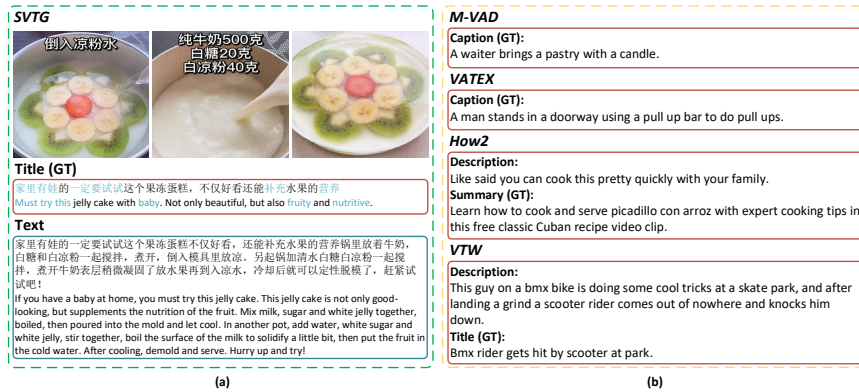 SVTG
倒入凉粉水
纯牛奶500克
白糖20克
白凉粉40克
Title (GT)
家里有娃的一定要试试这个果冻蛋糕，不仅好看还能补充水果的营养
Must try this jelly cake with baby. Not only beautiful, but also fruity and nutritive.
Text
家里有娃的一定要试试这个果冻蛋糕不仅好看，还能补充水果的营养锅里放着牛奶，
白糖和白凉粉一起搅拌，煮开，倒入模具里放凉。另起锅加清水白糖白凉粉一起搅
拌，煮开牛奶表层稍微凝固了放水果再到入凉水，冷却后就可以定性脱模了，赶紧试
试吧！
If you have a baby at home, you must try this jelly cake. This jelly cake is not only good-
looking, but supplements the nutrition of the fruit. Mix milk, sugar and white jelly together,
boiled, then poured into the mold and let cool. In another pot, add water, white sugar and
white jelly, stir together, boil the surface of the milk to solidify a little bit, then put the fruit in
the cold water. After cooling, demold and serve. Hurry up and try!
(a)
M-VAD
Caption (GT):
A waiter brings a pastry with a candle.
VATEX
Caption (GT):
A man stands in a doorway using a pull up bar to do pull ups.
How2
Description:
Like said you can cook this pretty quickly with your family.
Summary (GT):
Learn how to cook and serve picadillo con arroz with expert cooking tips in
this free classic Cuban recipe video clip.
VTW
Description:
This guy on a bmx bike is doing some cool tricks at a skate park, and after
landing a grind a scooter rider comes out of nowhere and knocks him
down.
Title (GT):
Bmx rider gets hit by scooter at park.
(b)